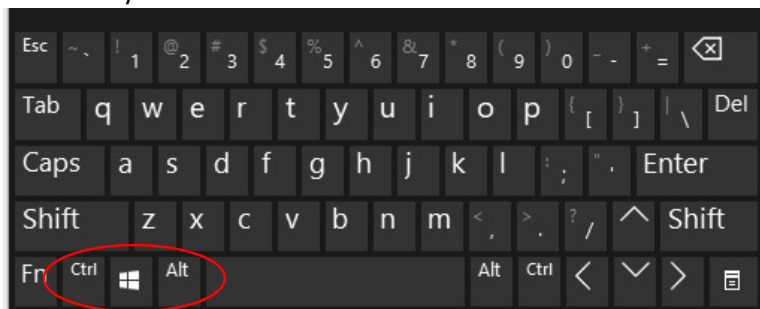 Esc ~ ` ! 1 @ 2 # 3 $ 4 % 5 ^ 6 & 7 * 8 ( 9 ) 0 _ - + =
Tab q w e r t y u i o p { [ } ] | \ Del
Caps a s d f g h j k l : ; " ' Enter
Shift z x c v b n m < , > . ? / Shift
Fn Ctrl Alt Alt Ctrl